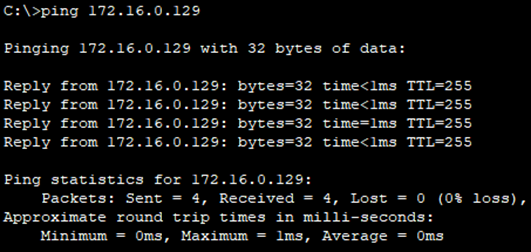 C:\>ping 172.16.0.129
Pinging 172.16.0.129 with 32 bytes of data:
Reply from 172.16.0.129: bytes=32 time<1ms TTL=255
Reply from 172.16.0.129: bytes=32 time<1ms TTL=255
Reply from 172.16.0.129: bytes=32 time=1ms TTL=255
Reply from 172.16.0.129: bytes=32 time<1ms TTL=255
Ping statistics for 172.16.0.129:
    Packets: Sent = 4, Received = 4, Lost = 0 (0% loss),
Approximate round trip times in milli-seconds:
    Minimum = 0ms, Maximum = 1ms, Average = 0ms